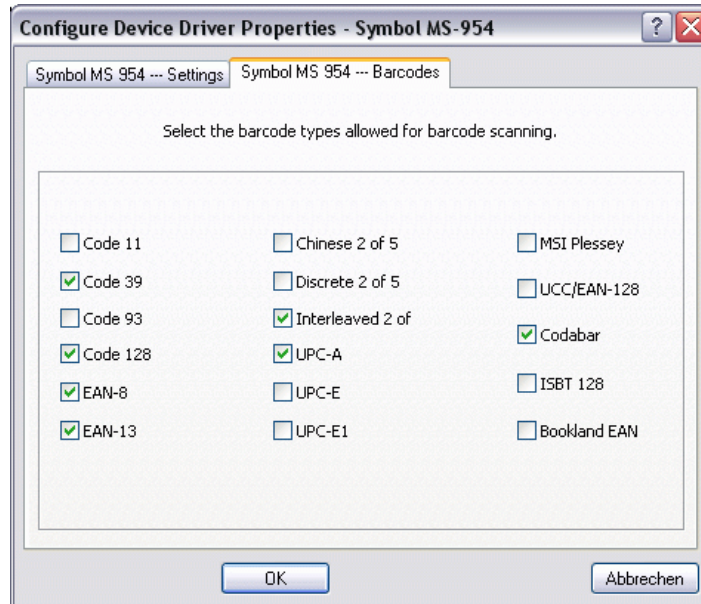 Configure Device Driver Properties - Symbol MS-954
Symbol MS 954 --- Settings
Symbol MS 954 --- Barcodes
Select the barcode types allowed for barcode scanning.
Code 11
Code 39
Code 93
Code 128
EAN-8
EAN-13
Chinese 2 of 5
Discrete 2 of 5
Interleaved 2 of
UPC-A
UPC-E
UPC-E1
MSI Plessey
UCC/EAN-128
Codabar
ISBT 128
Bookland EAN
OK
Abbrechen